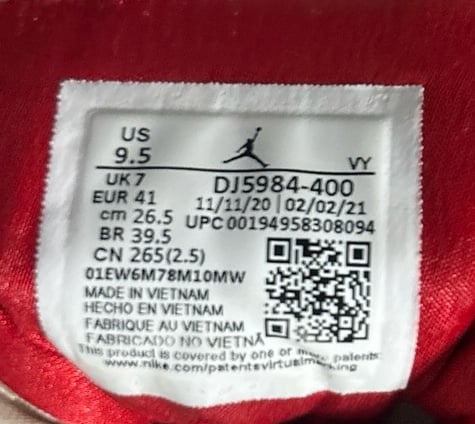 US
9.5
VY
UK 7
DJ5984-400
EUR 41
11/11/20 | 02/02/21
cm 26.5
UPC 00194958308094
BR 39.5
CN 265(2.5)
01EW6M78M10MW
MADE IN VIETNAM
HECHO EN VIETNAM
FABRIQUE AU VIETNAM
FABRICADO NO VIETNÃ
This product is covered by one or more patents:
www.nike.com/patentsvirtualmarking